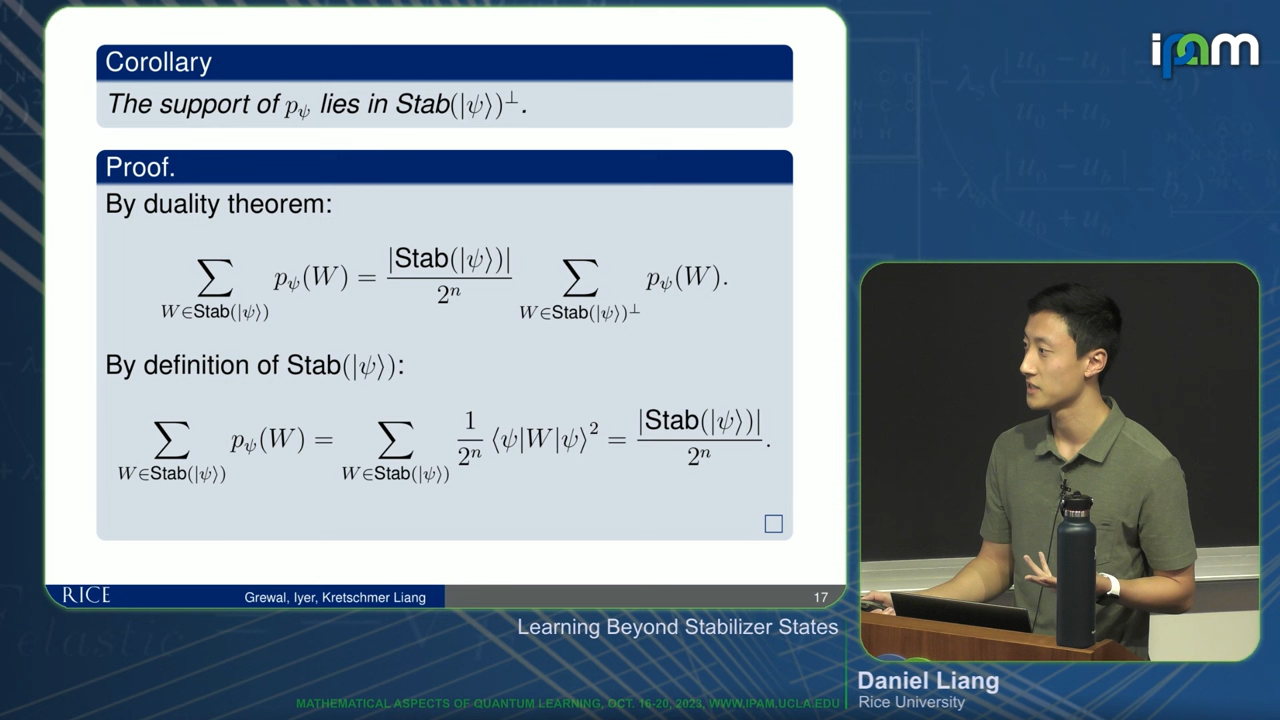 Corollary
The support of p_ψ lies in Stab(|ψ⟩)^⊥.
Proof.
By duality theorem:
∑_{W∈Stab(|ψ⟩)} p_ψ(W) = |Stab(|ψ⟩)| / 2^n ∑_{W∈Stab(|ψ⟩)^⊥} p_ψ(W).
By definition of Stab(|ψ⟩):
∑_{W∈Stab(|ψ⟩)} p_ψ(W) = ∑_{W∈Stab(|ψ⟩)} 1/2^n ⟨ψ|W|ψ⟩^2 = |Stab(|ψ⟩)| / 2^n.
RICE
Grewal, Iyer, Kretschmer Liang
17
Learning Beyond Stabilizer States
ipam
Daniel Liang
Rice University
MATHEMATICAL ASPECTS OF QUANTUM LEARNING, OCT. 16-20, 2023, WWW.IPAM.UCLA.EDU